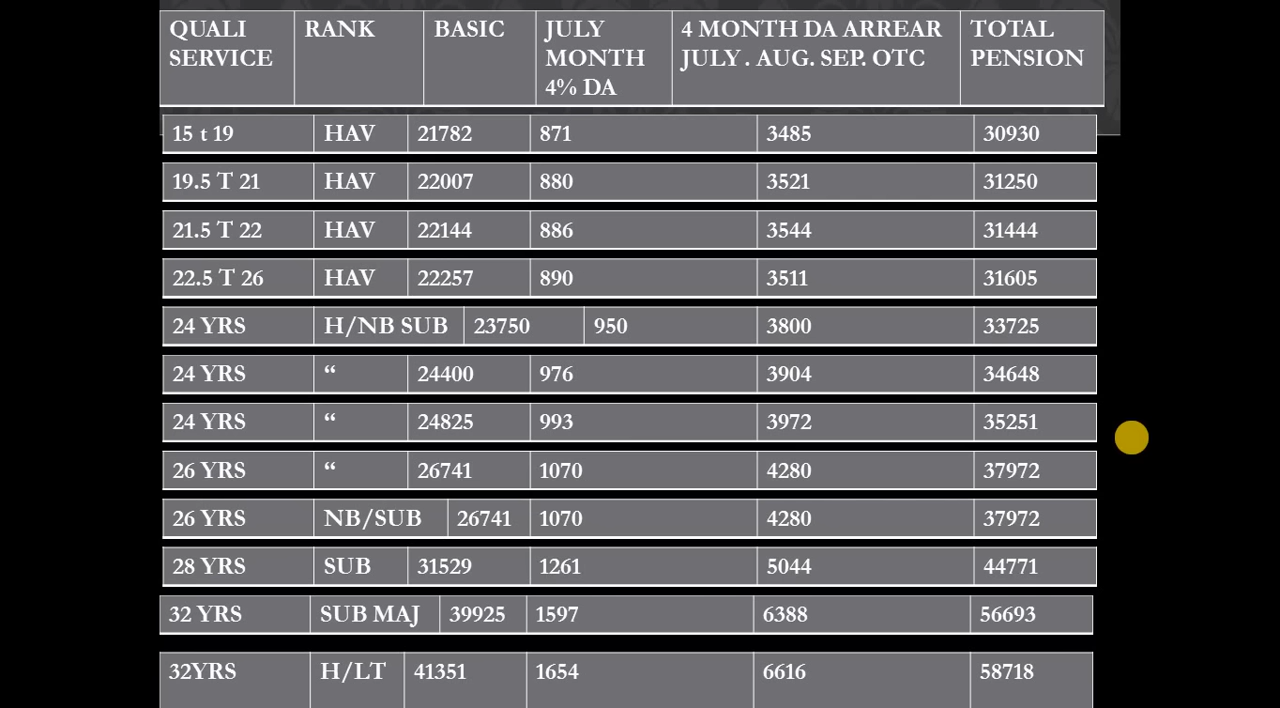 QUALI SERVICE RANK BASIC JULY MONTH 4% DA 4 MONTH DA ARREAR JULY . AUG. SEP. OTC TOTAL PENSION
15 t 19 HAV 21782 871 3485 30930
19.5 T 21 HAV 22007 880 3521 31250
21.5 T 22 HAV 22144 886 3544 31444
22.5 T 26 HAV 22257 890 3511 31605
24 YRS H/NB SUB 23750 950 3800 33725
24 YRS “ 24400 976 3904 34648
24 YRS “ 24825 993 3972 35251
26 YRS “ 26741 1070 4280 37972
26 YRS NB/SUB 26741 1070 4280 37972
28 YRS SUB 31529 1261 5044 44771
32 YRS SUB MAJ 39925 1597 6388 56693
32YRS H/LT 41351 1654 6616 58718